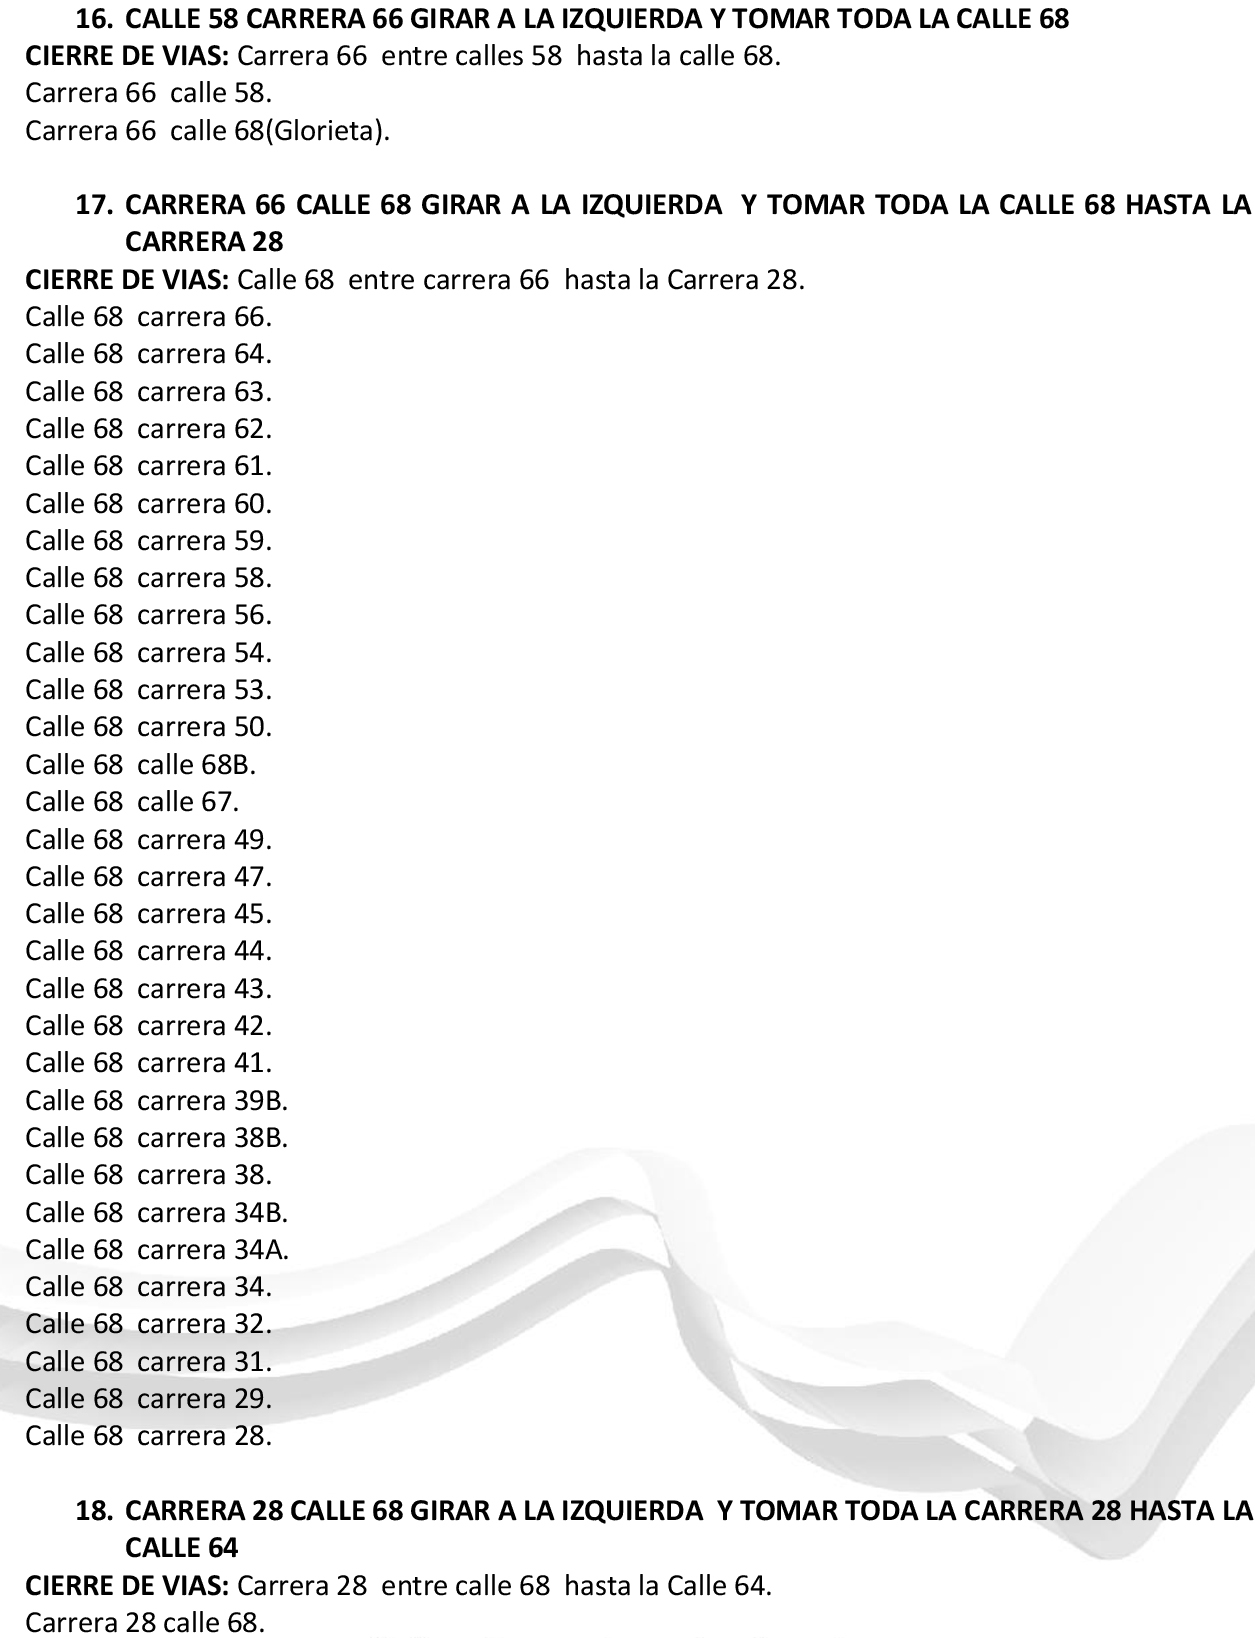 16. CALLE 58 CARRERA 66 GIRAR A LA IZQUIERDA Y TOMAR TODA LA CALLE 68
CIERRE DE VIAS: Carrera 66 entre calles 58 hasta la calle 68.
Carrera 66 calle 58.
Carrera 66 calle 68(Glorieta).
17. CARRERA 66 CALLE 68 GIRAR A LA IZQUIERDA Y TOMAR TODA LA CALLE 68 HASTA LA
CARRERA 28
CIERRE DE VIAS: Calle 68 entre carrera 66 hasta la Carrera 28.
Calle 68 carrera 66.
Calle 68 carrera 64.
Calle 68 carrera 63.
Calle 68 carrera 62.
Calle 68 carrera 61.
Calle 68 carrera 60.
Calle 68 carrera 59.
Calle 68 carrera 58.
Calle 68 carrera 56.
Calle 68 carrera 54.
Calle 68 carrera 53.
Calle 68 carrera 50.
Calle 68 calle 68B.
Calle 68 calle 67.
Calle 68 carrera 49.
Calle 68 carrera 47.
Calle 68 carrera 45.
Calle 68 carrera 44.
Calle 68 carrera 43.
Calle 68 carrera 42.
Calle 68 carrera 41.
Calle 68 carrera 39B.
Calle 68 carrera 38B.
Calle 68 carrera 38.
Calle 68 carrera 34B.
Calle 68 carrera 34A.
Calle 68 carrera 34.
Calle 68 carrera 32.
Calle 68 carrera 31.
Calle 68 carrera 29.
Calle 68 carrera 28.
18. CARRERA 28 CALLE 68 GIRAR A LA IZQUIERDA Y TOMAR TODA LA CARRERA 28 HASTA LA
CALLE 64
CIERRE DE VIAS: Carrera 28 entre calle 68 hasta la Calle 64.
Carrera 28 calle 68.